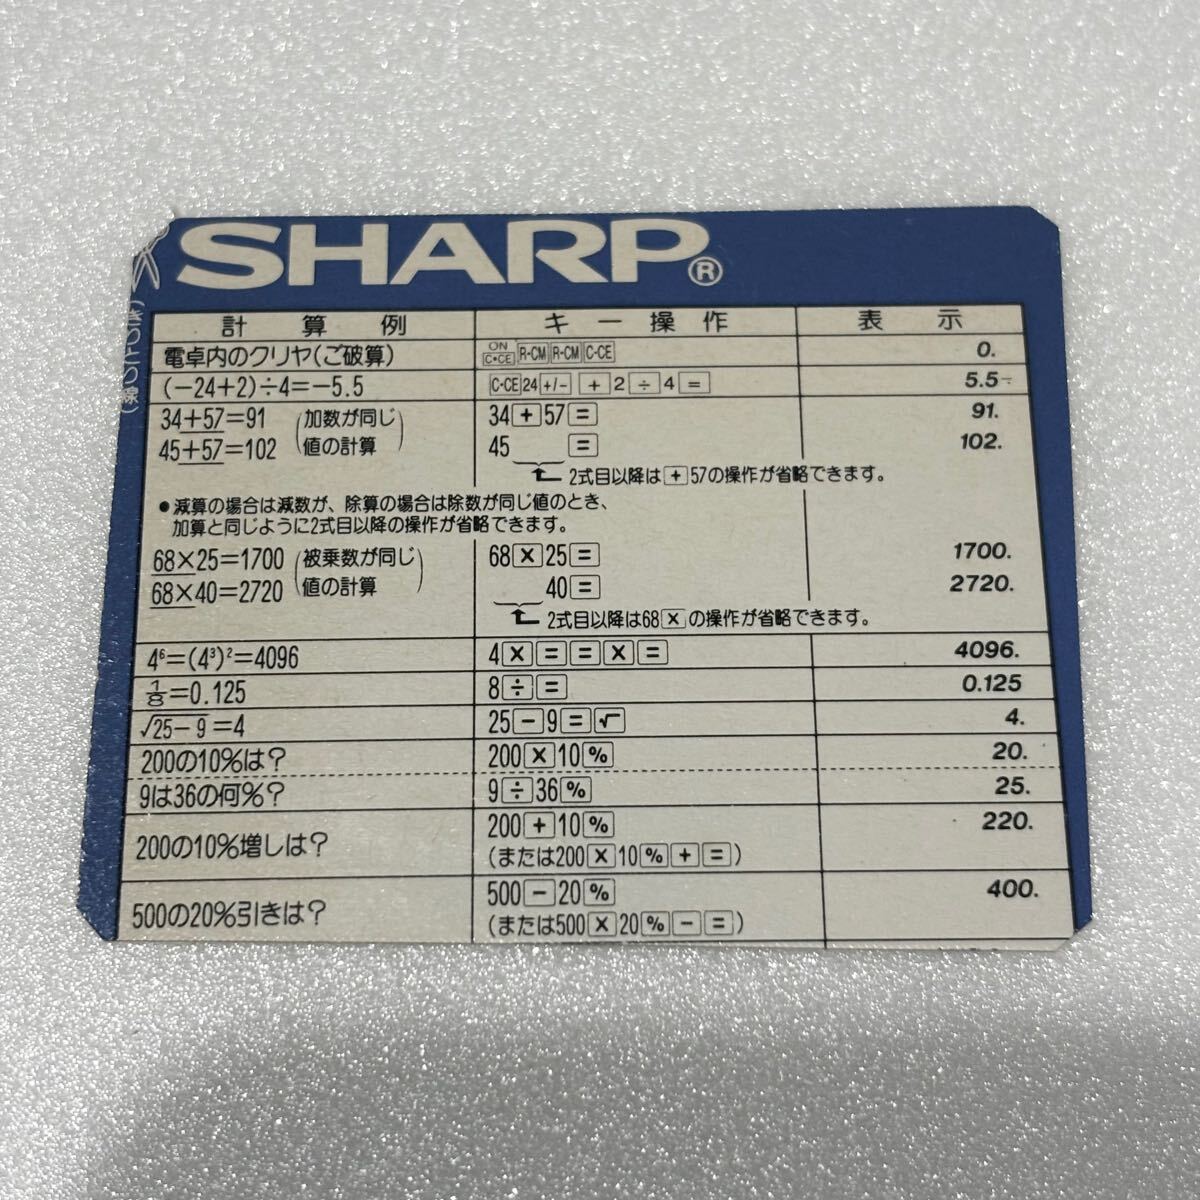 SHARP®
(きりとり線)
計算例 キー操作 表示
電卓内のクリヤ(ご破算) ON C・CE R・CM R・CM C・CE 0.
(−24+2)÷4=−5.5 C・CE 24 +/− + 2 ÷ 4 = 5.5−
34+57=91 (加数が同じ 34 + 57 = 91.
45+57=102 値の計算) 45 = 102.
2式目以降は + 57の操作が省略できます。
●減算の場合は減数が、除算の場合は除数が同じ値のとき、
加算と同じように2式目以降の操作が省略できます。
68×25=1700 (被乗数が同じ 68 × 25 = 1700.
68×40=2720 値の計算) 40 = 2720.
2式目以降は68 × の操作が省略できます。
4⁶=(4³)²=4096 4 × = = × = 4096.
1/8=0.125 8 ÷ = 0.125
√25−9=4 25 − 9 = √ 4.
200の10%は? 200 × 10 % 20.
9は36の何%? 9 ÷ 36 % 25.
200の10%増しは? 200 + 10 % 220.
(または200 × 10 % + = )
500の20%引きは? 500 − 20 % 400.
(または500 × 20 % − = )